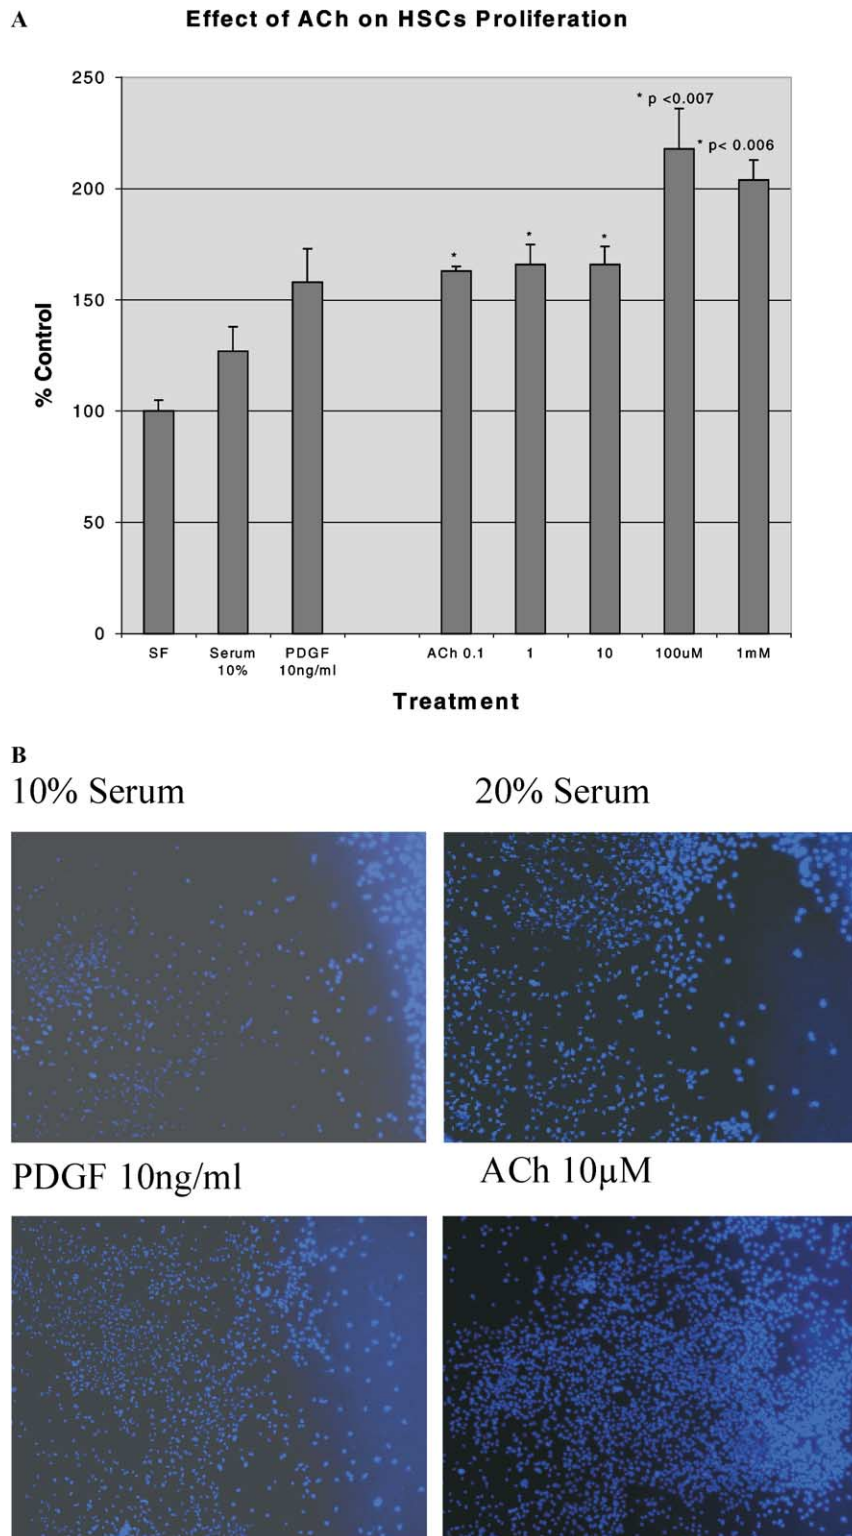 A
Effect of ACh on HSCs Proliferation
250
* p <0.007
* p< 0.006
200
*
*
*
150
% Control
100
50
0
SF
Serum
10%
PDGF
10ng/ml
ACh 0.1
1
10
100uM
1mM
Treatment
B
10% Serum
20% Serum
PDGF 10ng/ml
ACh 10µM